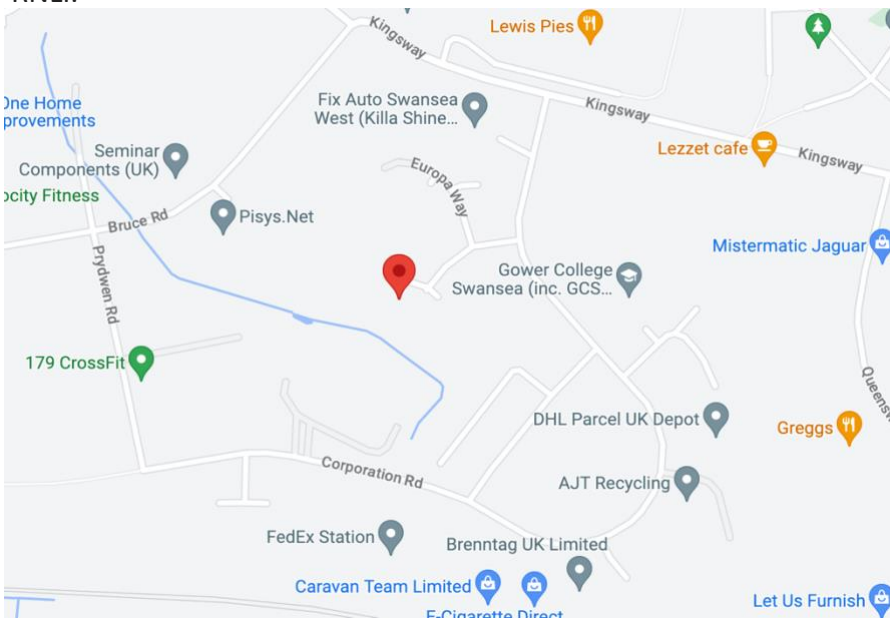 Kingsway
Lewis Pies
Kingsway
One Home
provements
Fix Auto Swansea
West (Killa Shine...
Seminar
Components (UK)
Lezzet cafe
Kingsway
ocity Fitness
Europa Way
Bruce Rd
Pisys.Net
Mistermatic Jaguar
Prydwen Rd
Gower College
Swansea (inc. GCS...
179 CrossFit
DHL Parcel UK Depot
Greggs
Queensw
Corporation Rd
AJT Recycling
FedEx Station
Brenntag UK Limited
Caravan Team Limited
E-Cigarette Direct
Let Us Furnish